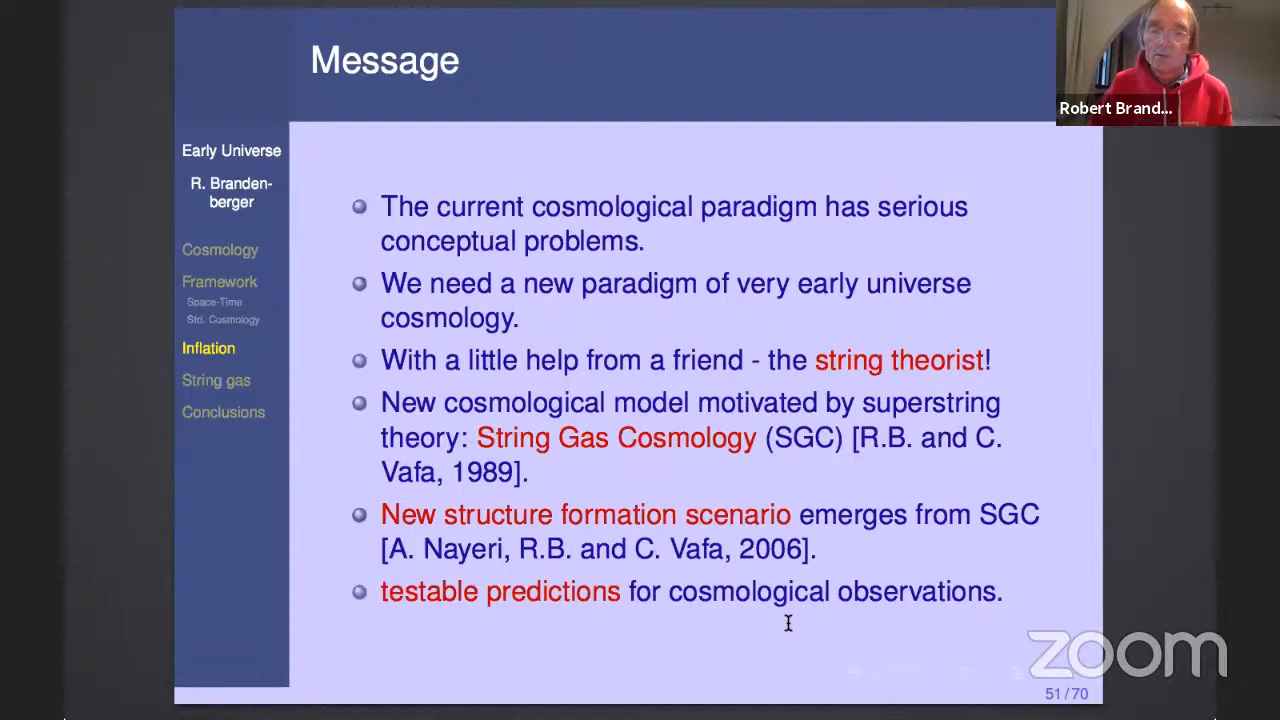 Message
Robert Brand...
Early Universe
R. Branden-
berger
Cosmology
Framework
Space-Time
Std. Cosmology
Inflation
String gas
Conclusions
The current cosmological paradigm has serious
conceptual problems.
We need a new paradigm of very early universe
cosmology.
With a little help from a friend - the string theorist!
New cosmological model motivated by superstring
theory: String Gas Cosmology (SGC) [R.B. and C.
Vafa, 1989].
New structure formation scenario emerges from SGC
[A. Nayeri, R.B. and C. Vafa, 2006].
testable predictions for cosmological observations.
zoom
51/70